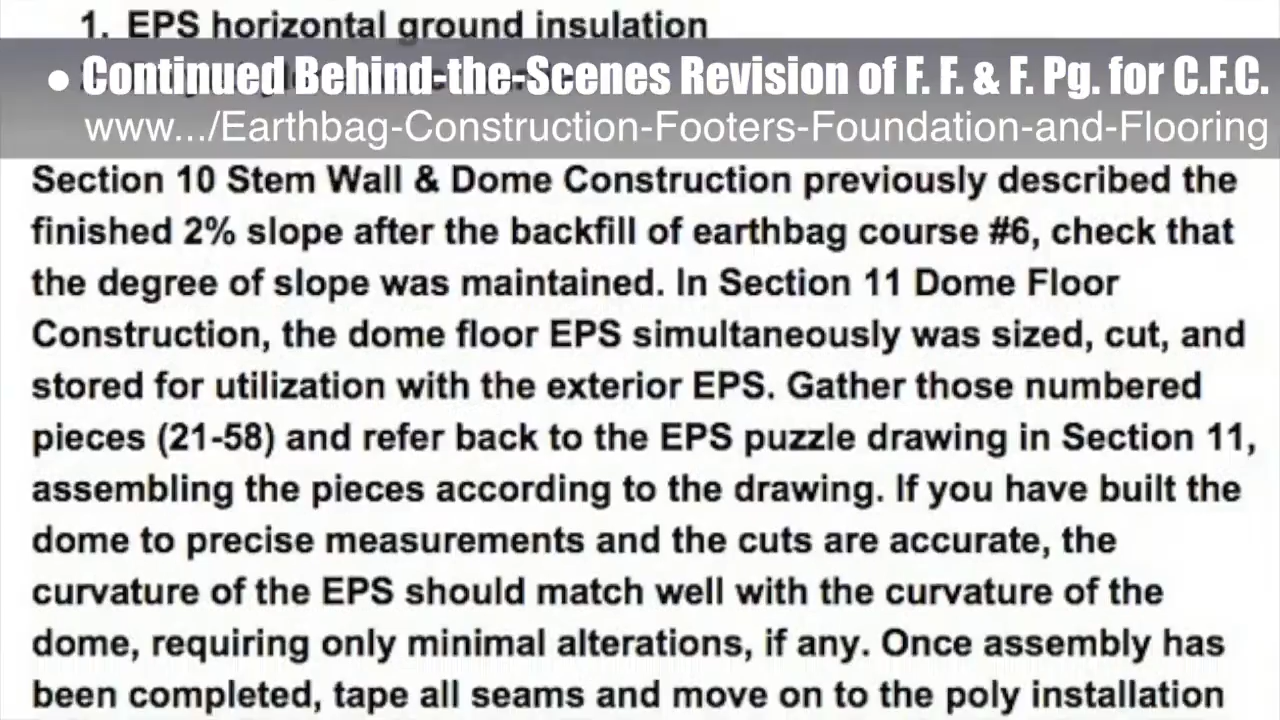 1. EPS horizontal ground insulation
● Continued Behind-the-Scenes Revision of F. F. & F. Pg. for C.F.C.
www.../Earthbag-Construction-Footers-Foundation-and-Flooring
Section 10 Stem Wall & Dome Construction previously described the
finished 2% slope after the backfill of earthbag course #6, check that
the degree of slope was maintained. In Section 11 Dome Floor
Construction, the dome floor EPS simultaneously was sized, cut, and
stored for utilization with the exterior EPS. Gather those numbered
pieces (21-58) and refer back to the EPS puzzle drawing in Section 11,
assembling the pieces according to the drawing. If you have built the
dome to precise measurements and the cuts are accurate, the
curvature of the EPS should match well with the curvature of the
dome, requiring only minimal alterations, if any. Once assembly has
been completed, tape all seams and move on to the poly installation